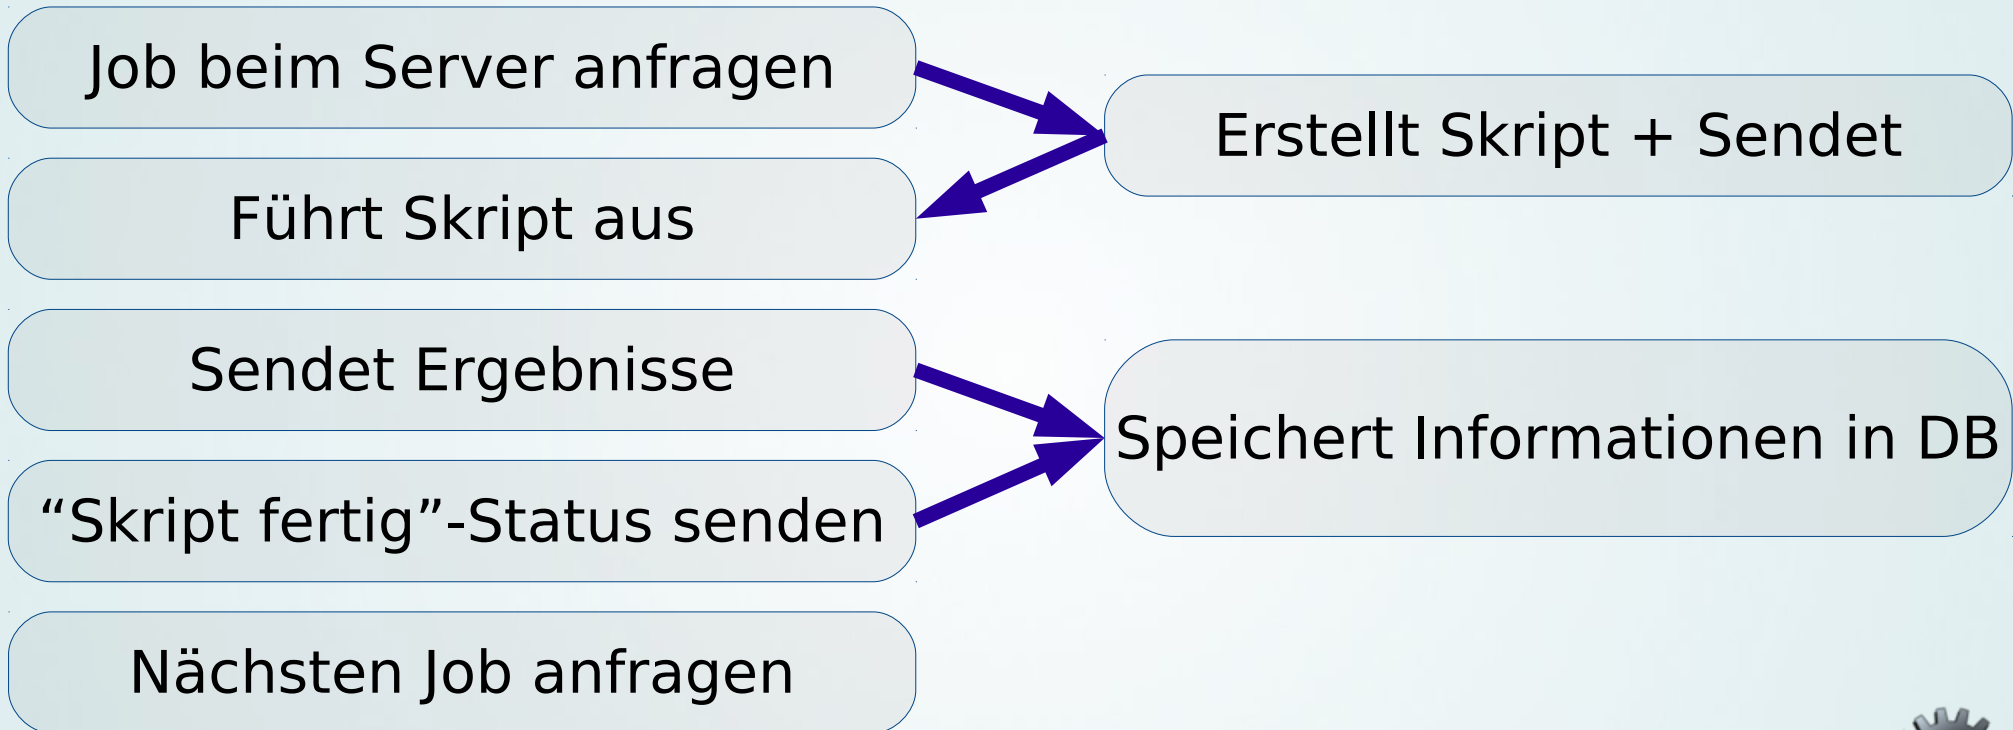 Job beim Server anfragen
Erstellt Skript + Sendet
Führt Skript aus
Sendet Ergebnisse
Speichert Informationen in DB
“Skript fertig”-Status senden
Nächsten Job anfragen